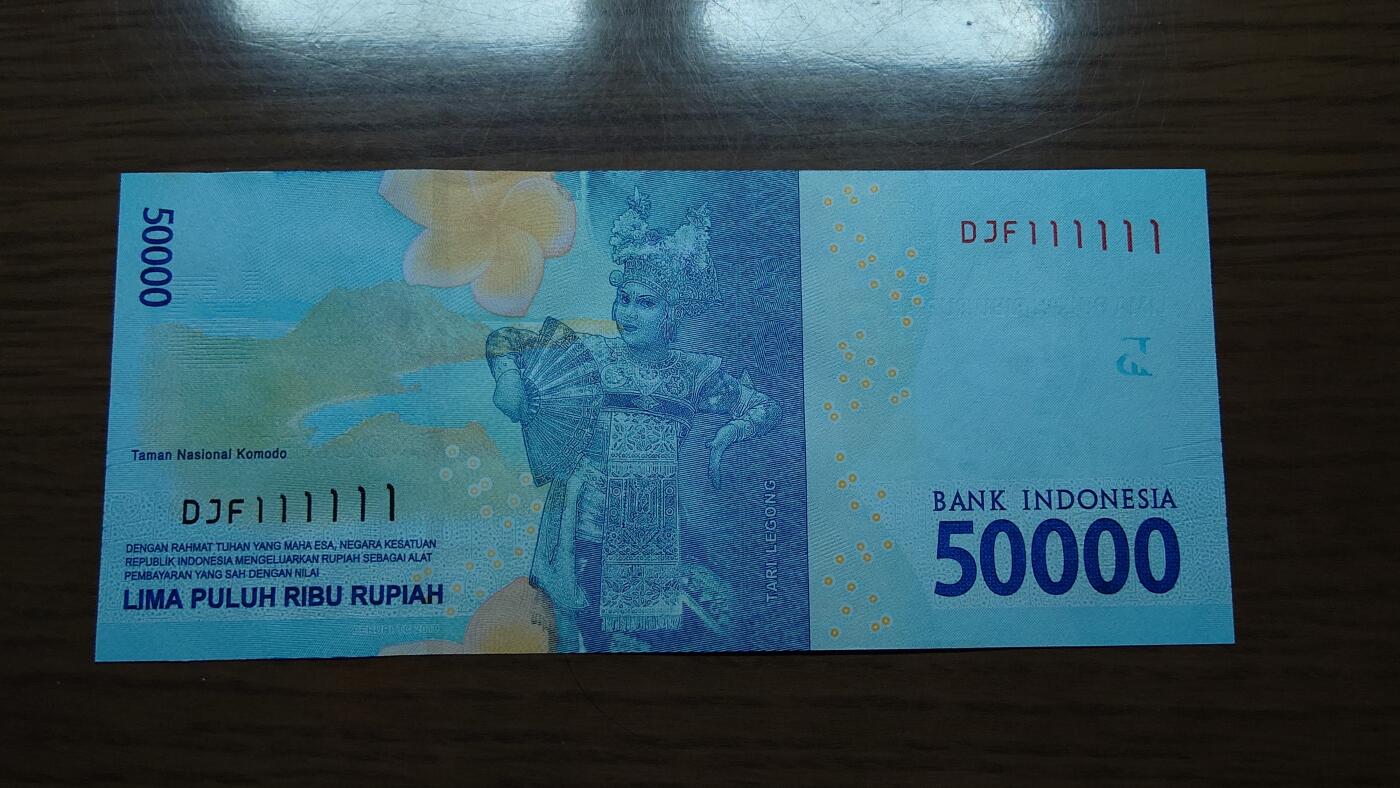 50000
DJF111111
Taman Nasional Komodo
DJF111111
DENGAN RAHMAT TUHAN YANG MAHA ESA, NEGARA KESATUAN
REPUBLIK INDONESIA MENGELUARKAN RUPIAH SEBAGAI ALAT
PEMBAYARAN YANG SAH DENGAN NILAI
LIMA PULUH RIBU RUPIAH
TARI LEGONG
BANK INDONESIA
50000